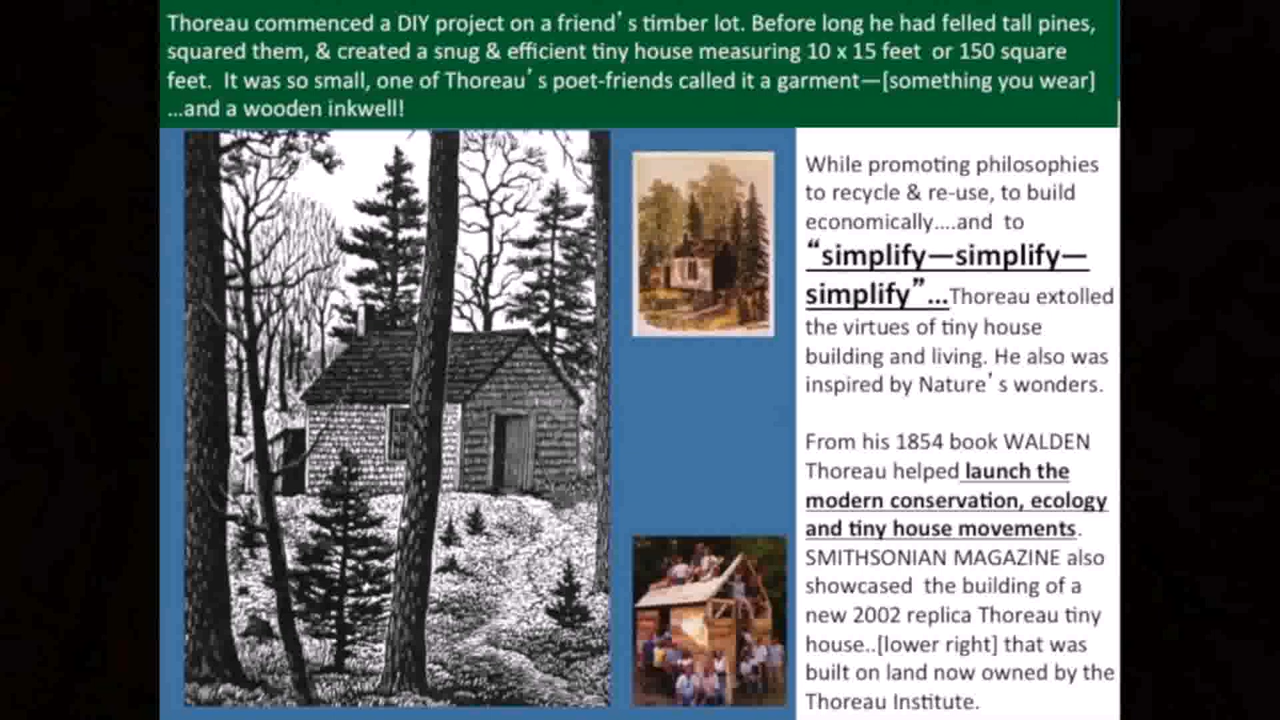 Thoreau commenced a DIY project on a friend’s timber lot. Before long he had felled tall pines,
squared them, & created a snug & efficient tiny house measuring 10 x 15 feet or 150 square
feet. It was so small, one of Thoreau’s poet-friends called it a garment—[something you wear]
…and a wooden inkwell!
While promoting philosophies
to recycle & re-use, to build
economically....and to
“simplify—simplify—
simplify”…Thoreau extolled
the virtues of tiny house
building and living. He also was
inspired by Nature’s wonders.
From his 1854 book WALDEN
Thoreau helped launch the
modern conservation, ecology
and tiny house movements.
SMITHSONIAN MAGAZINE also
showcased the building of a
new 2002 replica Thoreau tiny
house..[lower right] that was
built on land now owned by the
Thoreau Institute.